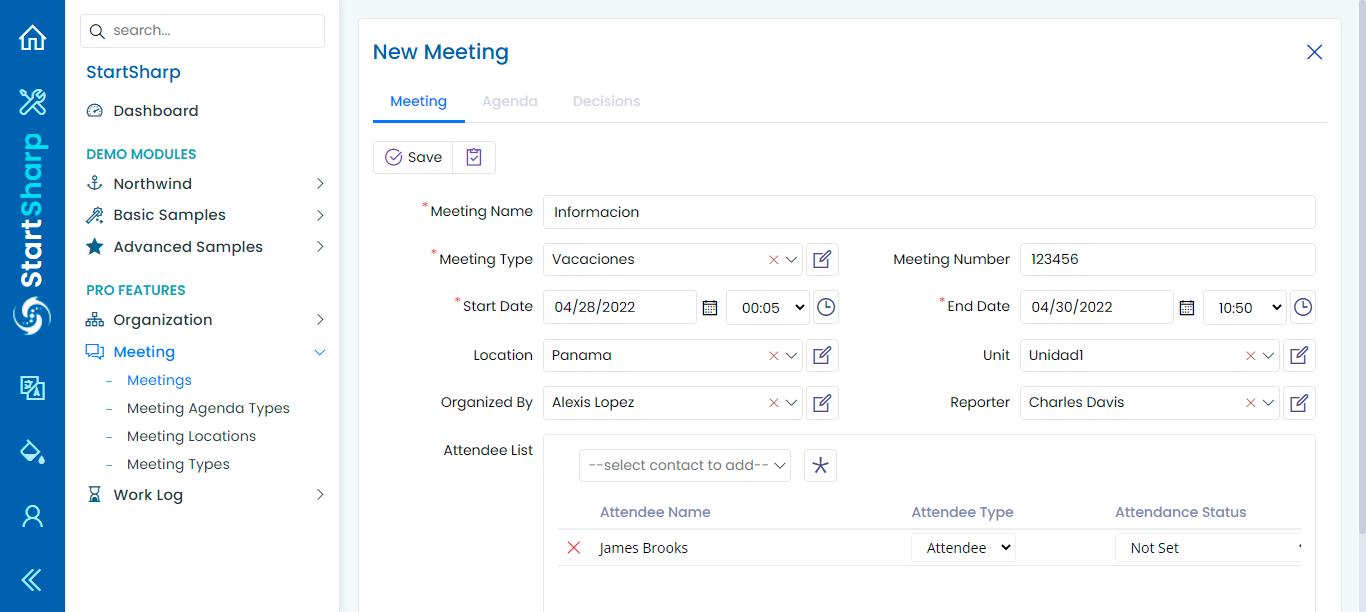 StartSharp
search...
StartSharp
Dashboard
DEMO MODULES
Northwind
Basic Samples
Advanced Samples
PRO FEATURES
Organization
Meeting
– Meetings
– Meeting Agenda Types
– Meeting Locations
– Meeting Types
Work Log
New Meeting
Meeting Agenda Decisions
Save
*Meeting Name Informacion
*Meeting Type Vacaciones Meeting Number 123456
*Start Date 04/28/2022 00:05 *End Date 04/30/2022 10:50
Location Panama Unit Unidad1
Organized By Alexis Lopez Reporter Charles Davis
Attendee List
--select contact to add--
Attendee Name Attendee Type Attendance Status
James Brooks Attendee Not Set